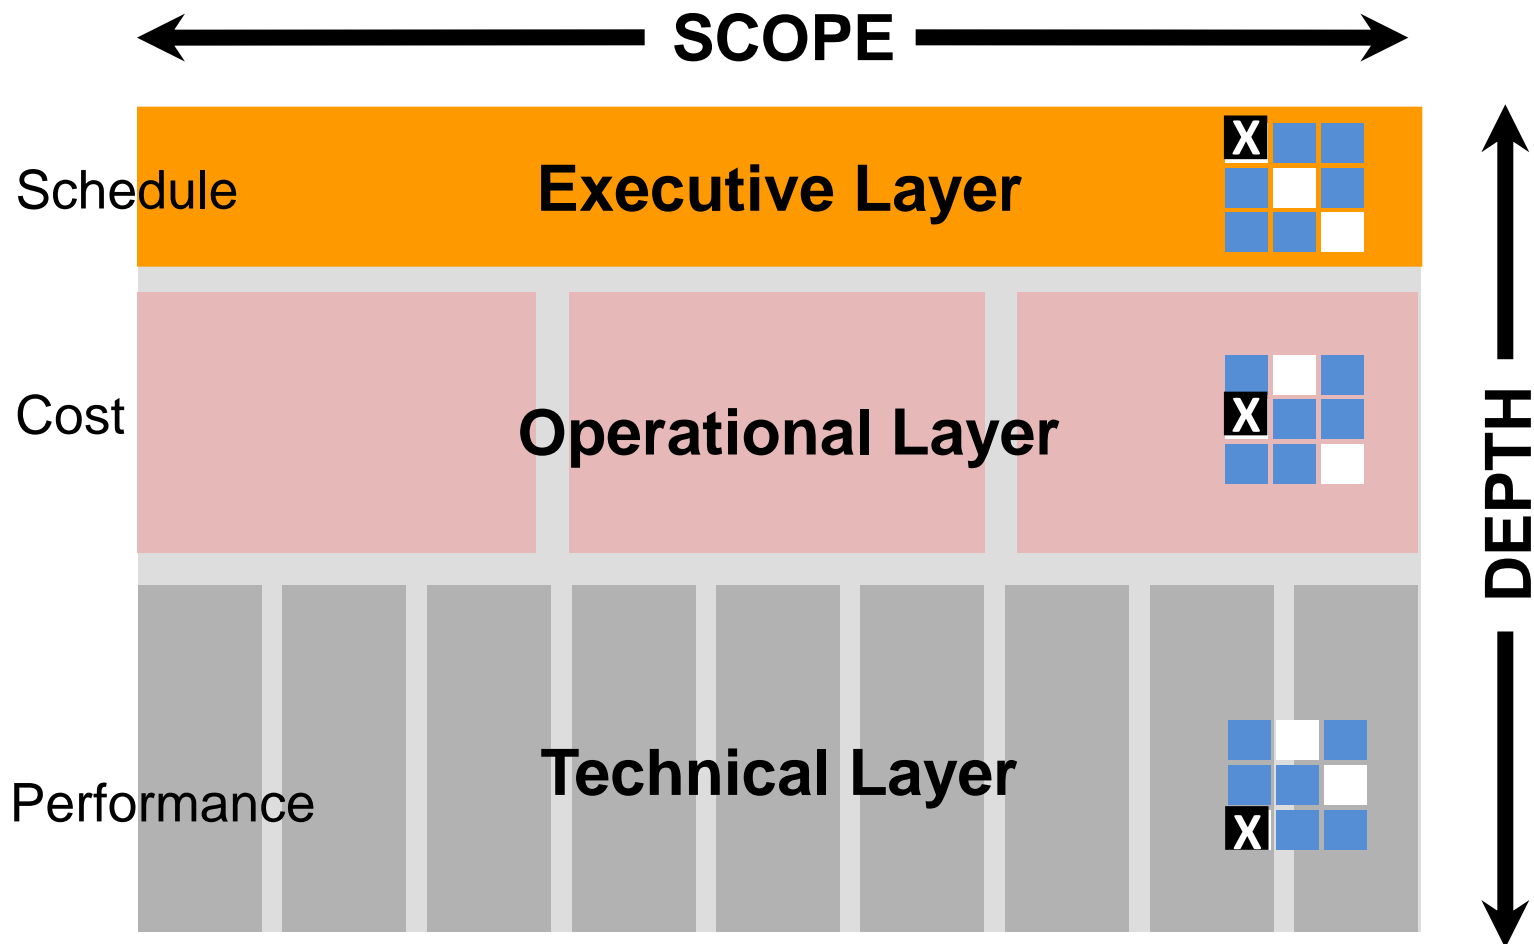 SCOPE
X
Schedule
Executive Layer
Cost
X
Operational Layer
DEPTH
Technical Layer
Performance
X